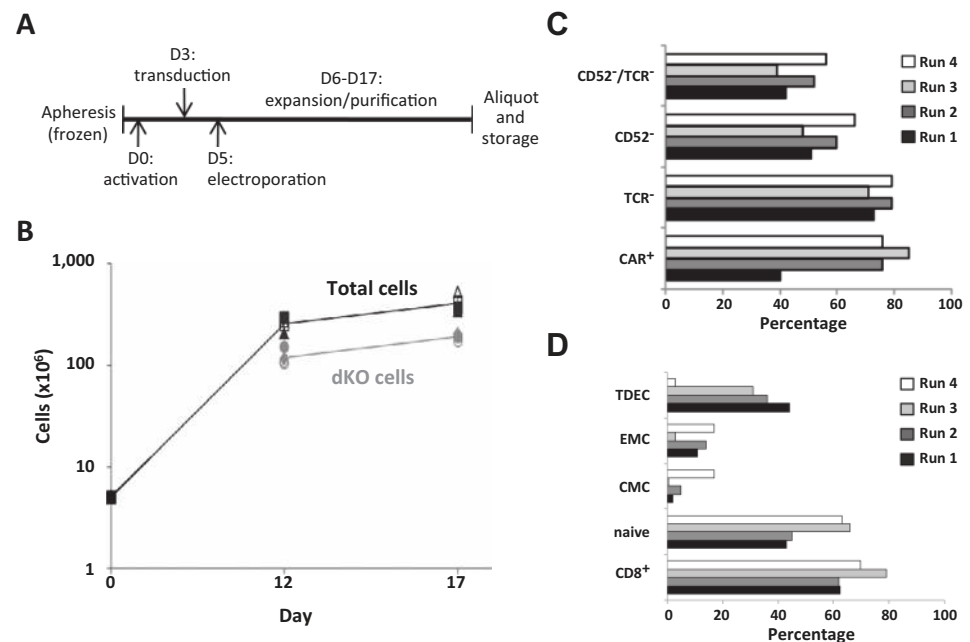 A
D3:
transduction
D6-D17:
expansion/purification
Apheresis
(frozen)
Aliquot
and
storage
D0:
activation
D5:
electroporation
B
1,000
100
10
1
Cells (x10⁶)
Total cells
dKO cells
0
12
17
Day
C
CD52⁻/TCR⁻
CD52⁻
TCR⁻
CAR⁺
Run 4
Run 3
Run 2
Run 1
0 20 40 60 80 100
Percentage
D
TDEC
EMC
CMC
naive
CD8⁺
Run 4
Run 3
Run 2
Run 1
0 20 40 60 80 100
Percentage